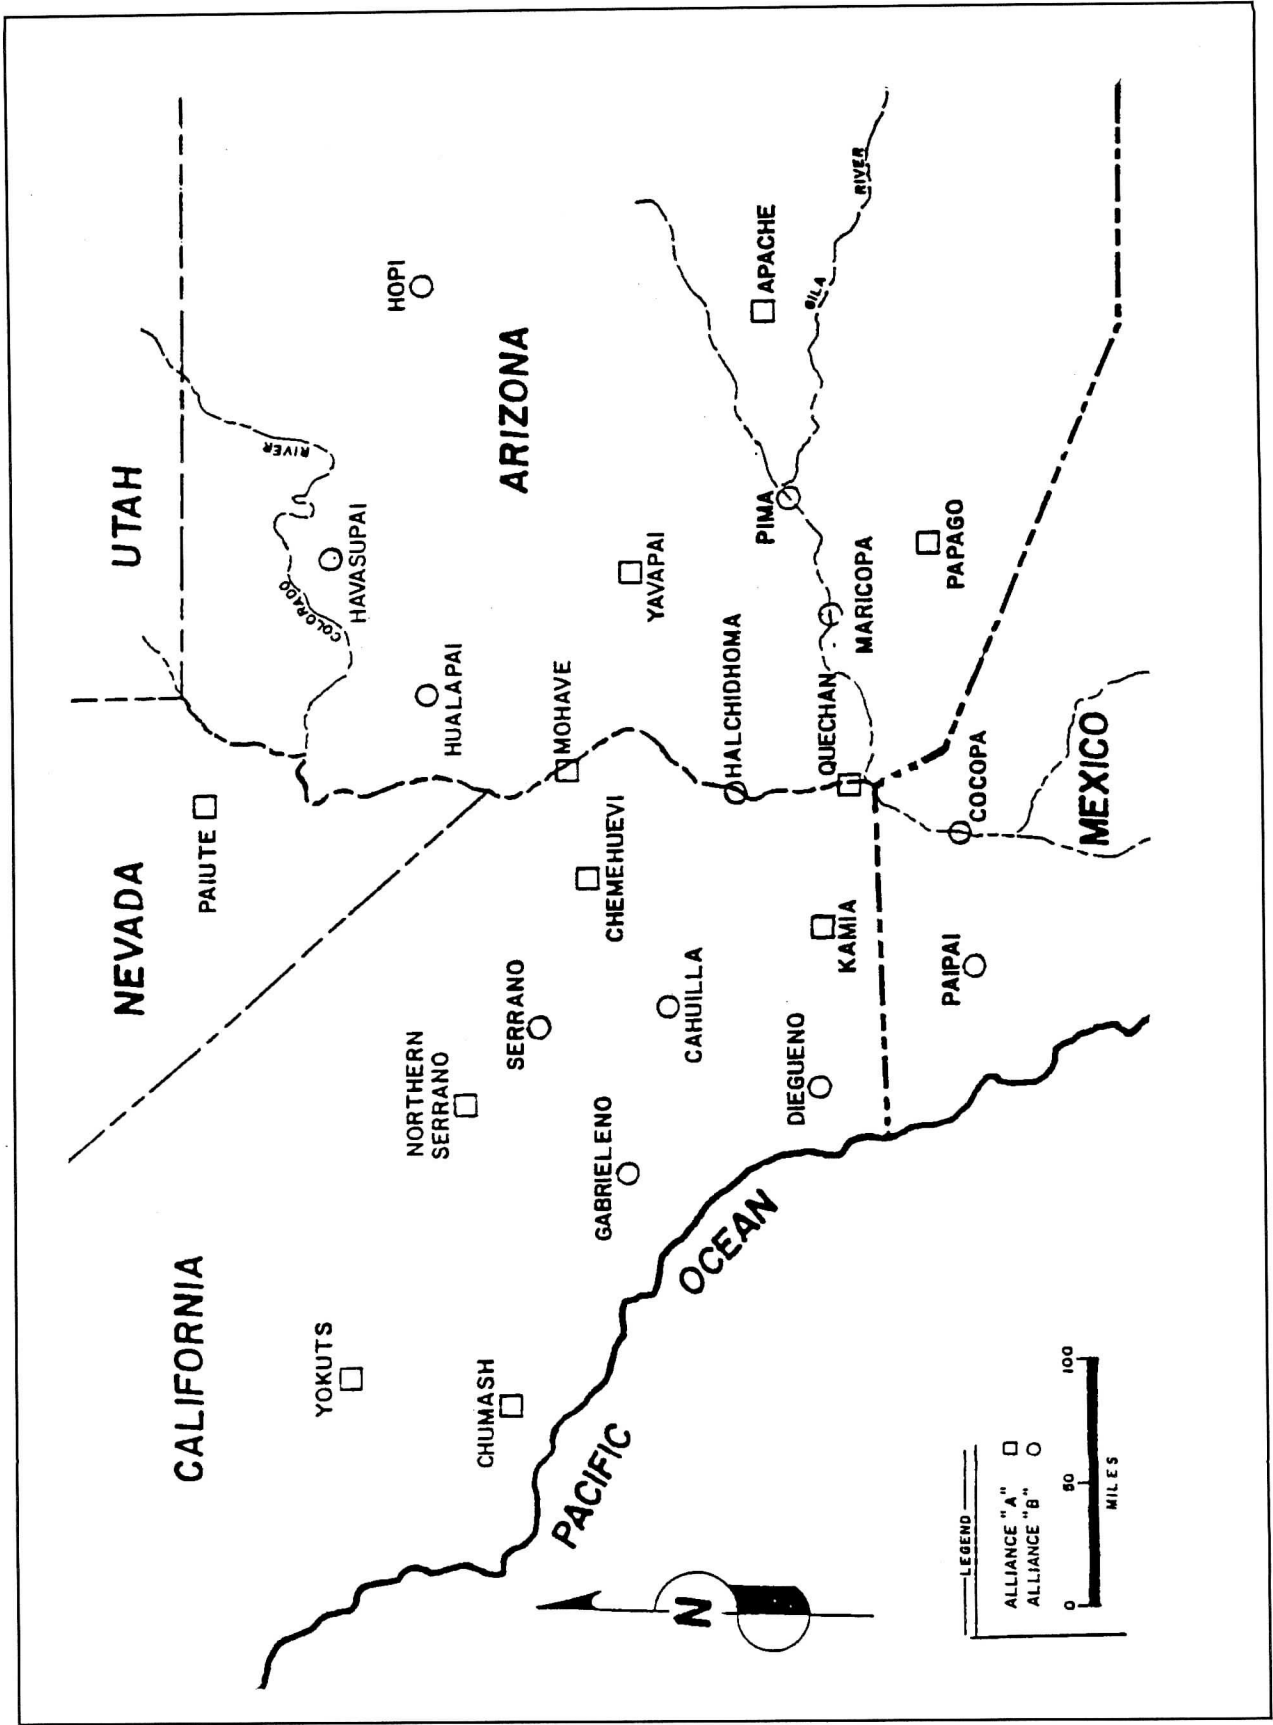 CALIFORNIA
NEVADA
UTAH
YOKUTS
PAIUTE
COLORADO
RIVER
HAVASUPAI
HOPI
NORTHERN
SERRANO
HUALAPAI
CHUMASH
SERRANO
MOHAVE
ARIZONA
GABRIELENO
CHEMEHUEVI
YAVAPAI
CAHUILLA
PACIFIC
OCEAN
HALCHIDHOMA
PIMA
APACHE
DIEGUENO
KAMIA
QUECHAN
MARICOPA
GILA
RIVER
PAIPAI
COCOPA
PAPAGO
MEXICO
N
LEGEND
ALLIANCE "A"
ALLIANCE "B"
0 50 100
MILES